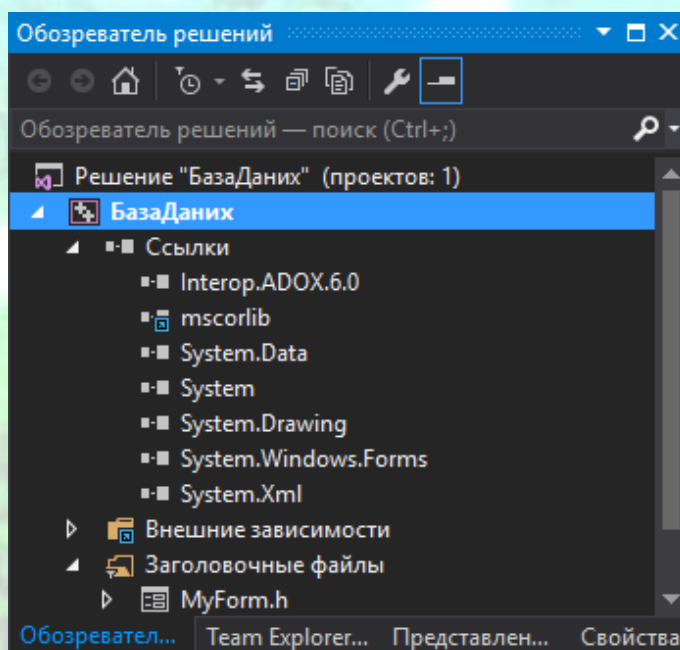 Обозреватель решений
Обозреватель решений — поиск (Ctrl+;)
Решение "БазаДаних" (проектов: 1)
БазаДаних
Ссылки
Interop.ADOX.6.0
mscorlib
System.Data
System
System.Drawing
System.Windows.Forms
System.Xml
Внешние зависимости
Заголовочные файлы
MyForm.h
Обозревател... Team Explorer... Представлен... Свойства